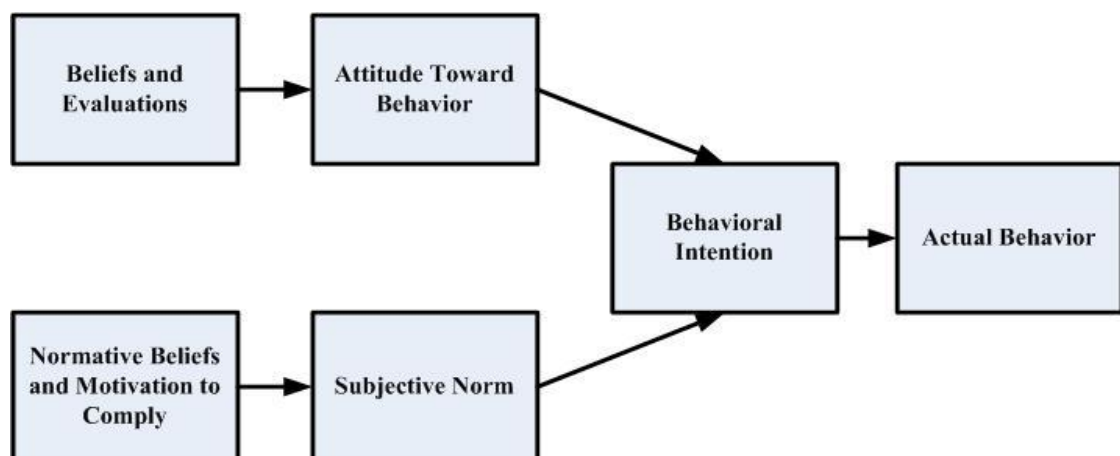 Beliefs and
Evaluations
Attitude Toward
Behavior
Behavioral
Intention
Actual Behavior
Normative Beliefs
and Motivation to
Comply
Subjective Norm